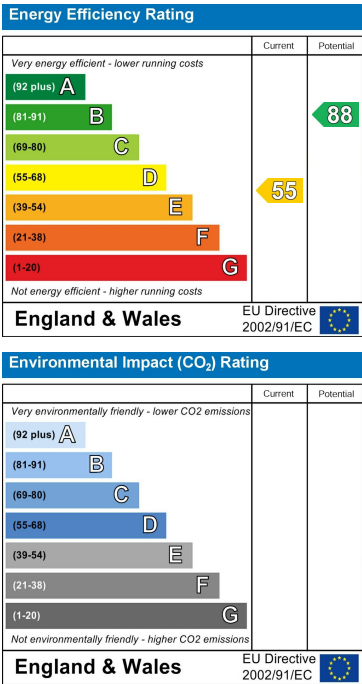 Energy Efficiency Rating
Current Potential
Very energy efficient - lower running costs
(92 plus) A
(81-91) B
88
(69-80) C
(55-68) D
55
(39-54) E
(21-38) F
(1-20) G
Not energy efficient - higher running costs
England & Wales
EU Directive
2002/91/EC
Environmental Impact (CO₂) Rating
Current Potential
Very environmentally friendly - lower CO2 emissions
(92 plus) A
(81-91) B
(69-80) C
(55-68) D
(39-54) E
(21-38) F
(1-20) G
Not environmentally friendly - higher CO2 emissions
England & Wales
EU Directive
2002/91/EC